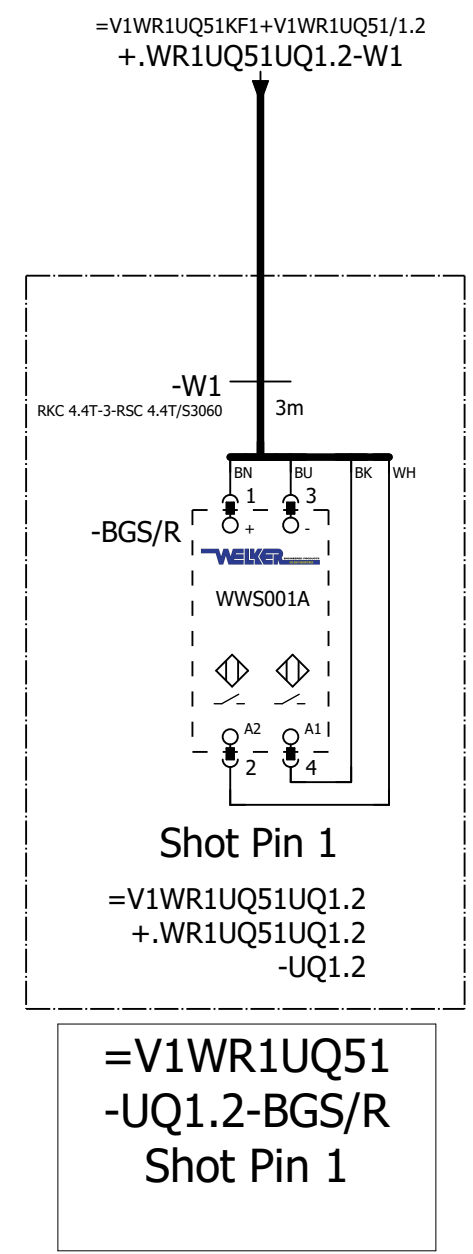 =V1WR1UQ51KF1+V1WR1UQ51/1.2
+.WR1UQ51UQ1.2-W1
-W1
RKC 4.4T-3-RSC 4.4T/S3060
3m
BN BU BK WH
1 3
-BGS/R
+ -
WELKER
WWS001A
A2 A1
2 4
Shot Pin 1
=V1WR1UQ51UQ1.2
+.WR1UQ51UQ1.2
-UQ1.2
=V1WR1UQ51
-UQ1.2-BGS/R
Shot Pin 1